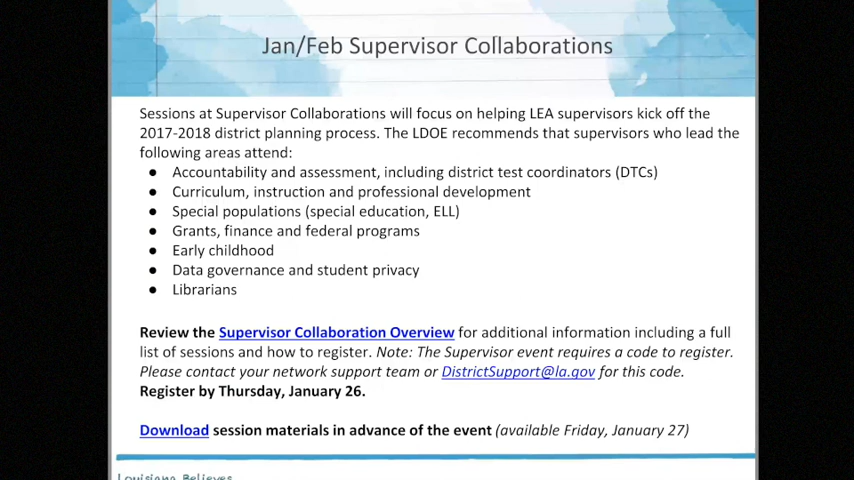 Jan/Feb Supervisor Collaborations
Sessions at Supervisor Collaborations will focus on helping LEA supervisors kick off the
2017-2018 district planning process. The LDOE recommends that supervisors who lead the
following areas attend:
● Accountability and assessment, including district test coordinators (DTCs)
● Curriculum, instruction and professional development
● Special populations (special education, ELL)
● Grants, finance and federal programs
● Early childhood
● Data governance and student privacy
● Librarians
Review the Supervisor Collaboration Overview for additional information including a full
list of sessions and how to register. Note: The Supervisor event requires a code to register.
Please contact your network support team or DistrictSupport@la.gov for this code.
Register by Thursday, January 26.
Download session materials in advance of the event (available Friday, January 27)
Louisiana Believes